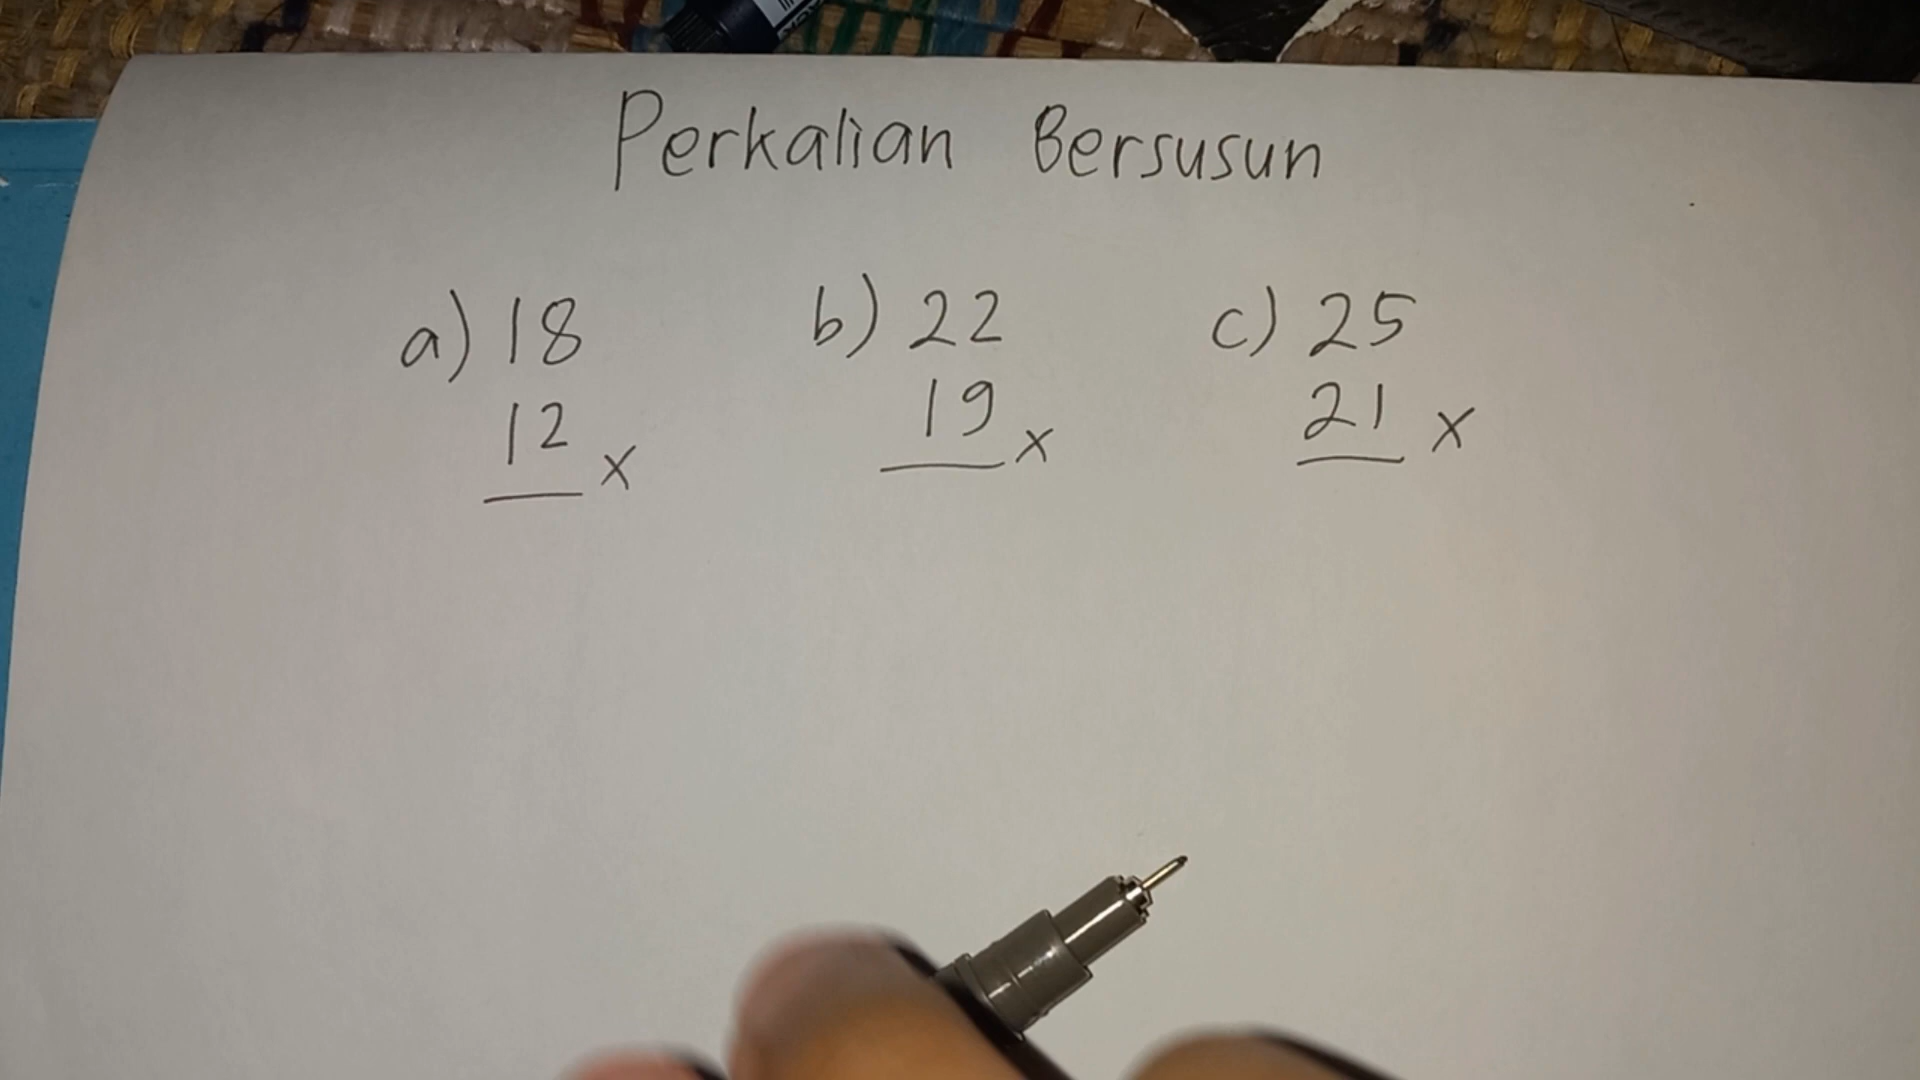 Perkalian Bersusun
a) 18
12 x
b) 22
19 x
c) 25
21 x